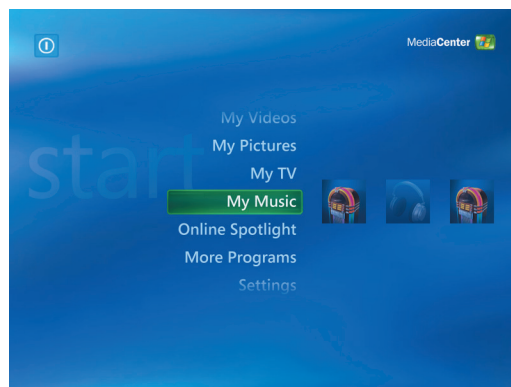 MediaCenter
My Videos
My Pictures
start
My TV
My Music
Online Spotlight
More Programs
Settings